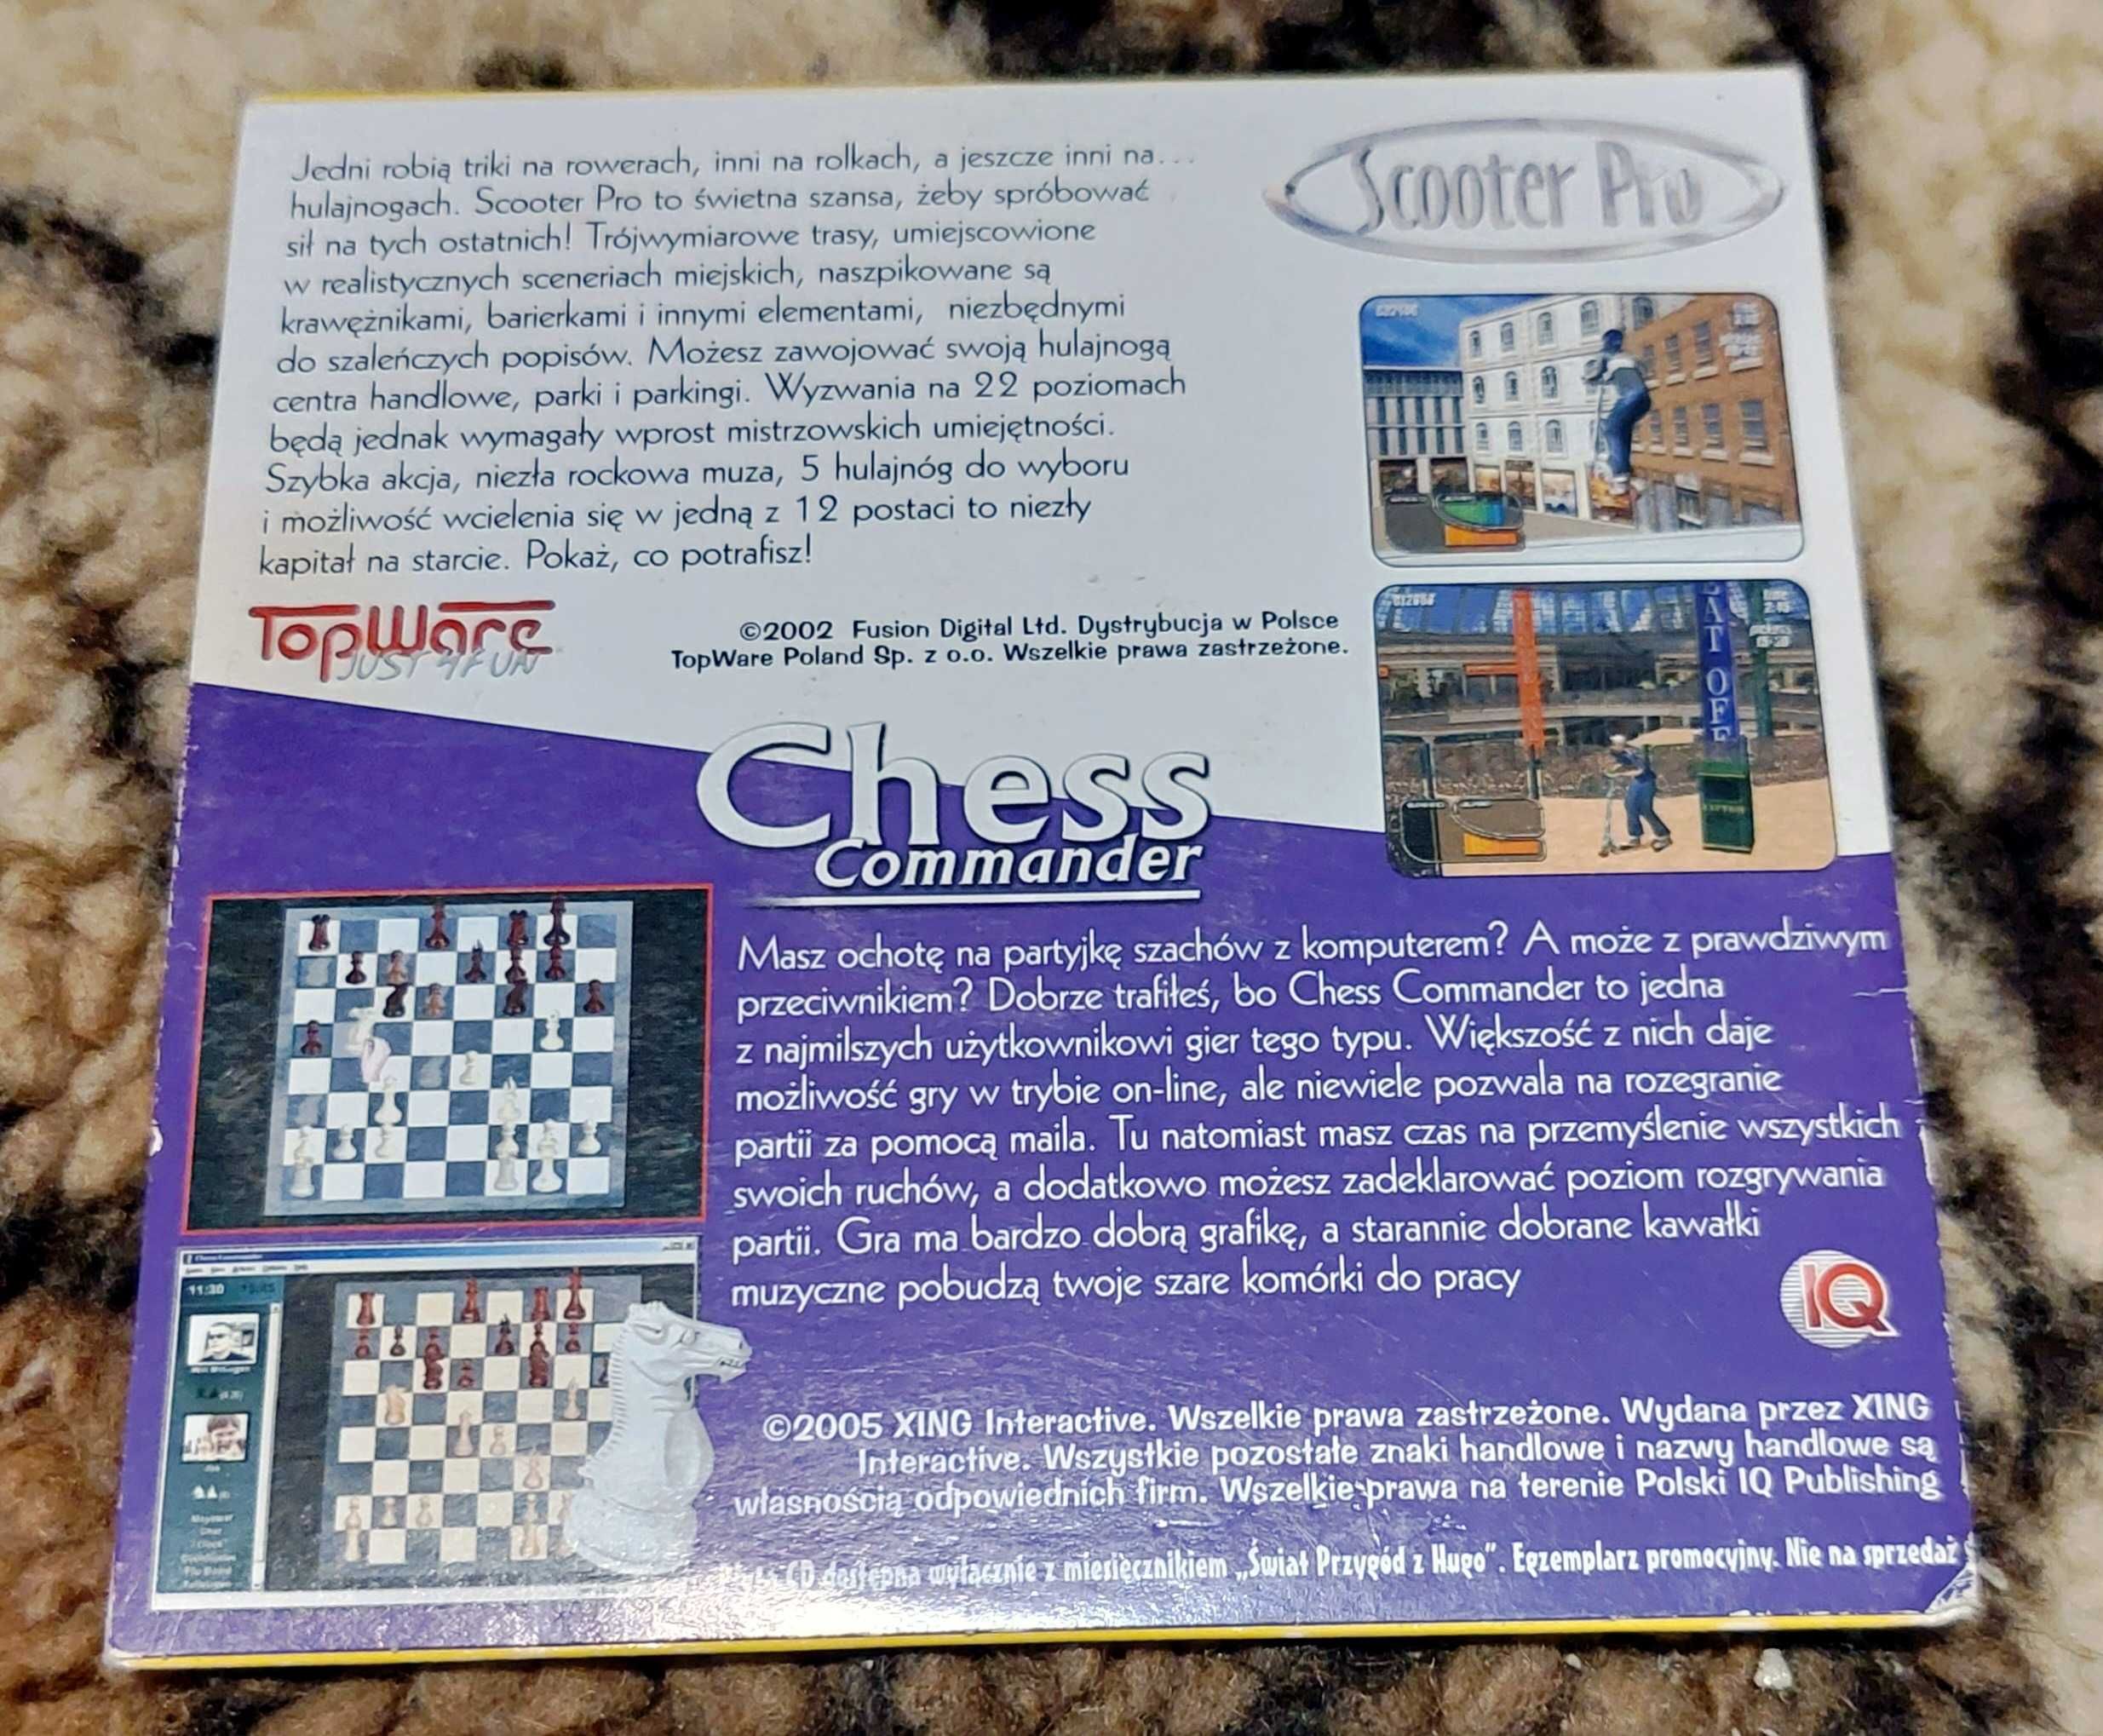 Jedni robią triki na rowerach, inni na rolkach, a jeszcze inni na...
hulajnogach. Scooter Pro to świetna szansa, żeby spróbować
sił na tych ostatnich! Trójwymiarowe trasy, umiejscowione
w realistycznych sceneriach miejskich, naszpikowane są
krawężnikami, barierkami i innymi elementami, niezbędnymi
do szaleńczych popisów. Możesz zawojować swoją hulajnogą
centra handlowe, parki i parkingi. Wyzwania na 22 poziomach
będą jednak wymagały wprost mistrzowskich umiejętności.
Szybka akcja, niezła rockowa muza, 5 hulajnóg do wyboru
i możliwość wcielenia się w jedną z 12 postaci to niezły
kapitał na starcie. Pokaż, co potrafisz!
Scooter Pro
TopWare
JUST 4 FUN
©2002 Fusion Digital Ltd. Dystrybucja w Polsce
TopWare Poland Sp. z o.o. Wszelkie prawa zastrzeżone.
Chess
Commander
Masz ochotę na partyjkę szachów z komputerem? A może z prawdziwym
przeciwnikiem? Dobrze trafiłeś, bo Chess Commander to jedna
z najmilszych użytkownikowi gier tego typu. Większość z nich daje
możliwość gry w trybie on-line, ale niewiele pozwala na rozegranie
partii za pomocą maila. Tu natomiast masz czas na przemyślenie wszystkich
swoich ruchów, a dodatkowo możesz zadeklarować poziom rozgrywania
partii. Gra ma bardzo dobrą grafikę, a starannie dobrane kawałki
muzyczne pobudzą twoje szare komórki do pracy
IQ
11:30
©2005 XING Interactive. Wszelkie prawa zastrzeżone. Wydana przez XING
Interactive. Wszystkie pozostałe znaki handlowe i nazwy handlowe są
własnością odpowiednich firm. Wszelkie prawa na terenie Polski IQ Publishing
CD dostępna wyłącznie z miesięcznikiem „Świat Przygód z Hugo". Egzemplarz promocyjny. Nie na sprzedaż